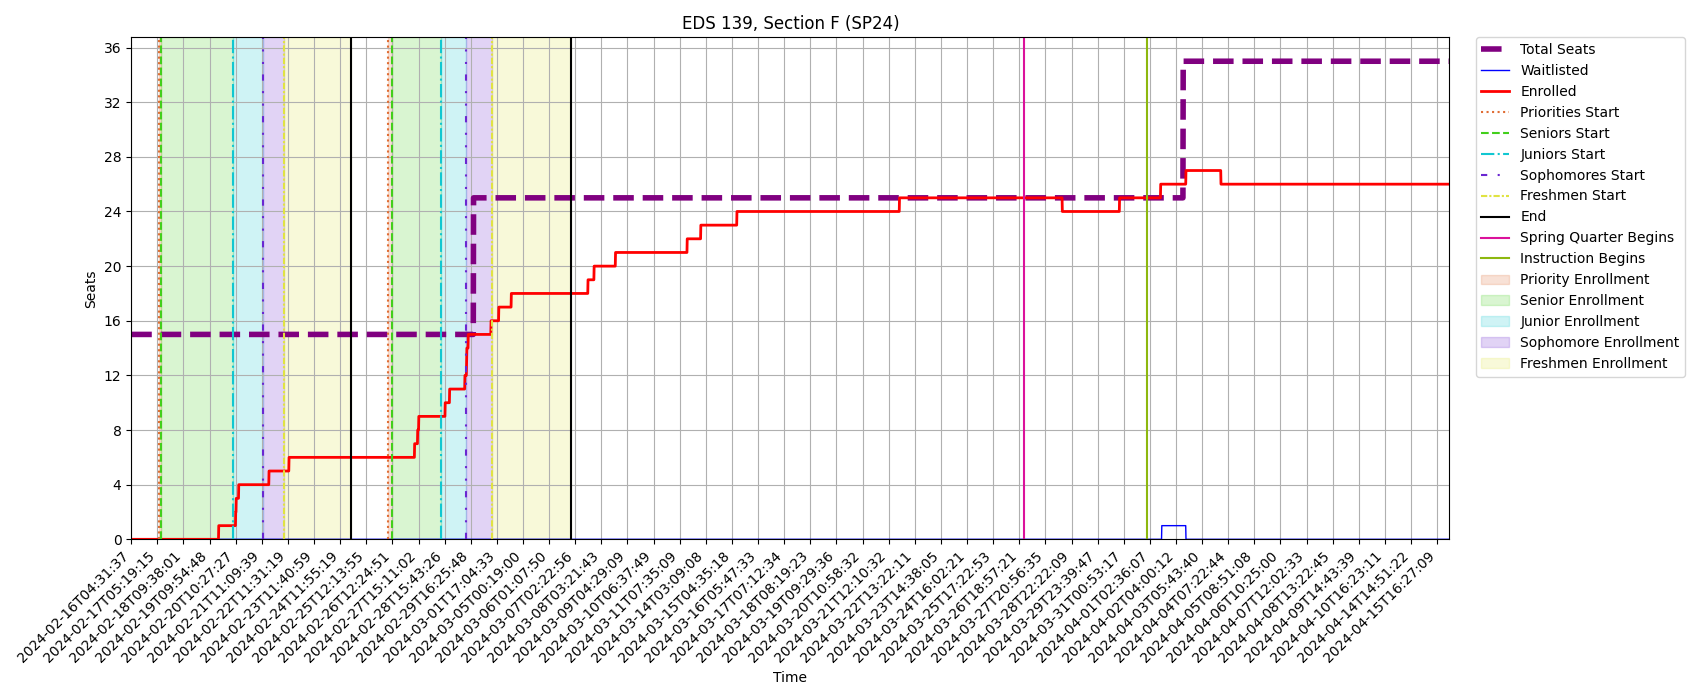 EDS 139, Section F (SP24)
Seats
36
32
28
24
20
16
12
8
4
0
2024-02-16T04:31:37
2024-02-17T05:19:15
2024-02-18T09:38:01
2024-02-19T09:54:48
2024-02-20T10:27:27
2024-02-21T11:09:39
2024-02-22T11:31:19
2024-02-23T11:40:59
2024-02-24T11:55:19
2024-02-25T12:13:55
2024-02-26T12:24:51
2024-02-27T15:11:02
2024-02-28T15:43:26
2024-02-29T16:25:48
2024-03-01T17:04:33
2024-03-05T00:19:00
2024-03-06T01:07:50
2024-03-07T02:22:56
2024-03-08T03:21:43
2024-03-09T04:29:09
2024-03-10T06:37:49
2024-03-11T07:35:09
2024-03-14T03:09:08
2024-03-15T04:35:18
2024-03-16T05:47:33
2024-03-17T07:12:34
2024-03-18T08:19:23
2024-03-19T09:29:36
2024-03-20T10:58:32
2024-03-21T12:10:32
2024-03-22T13:22:11
2024-03-23T14:38:05
2024-03-24T16:02:21
2024-03-25T17:22:53
2024-03-26T18:57:21
2024-03-27T20:56:35
2024-03-28T22:22:09
2024-03-29T23:39:47
2024-03-31T00:53:17
2024-04-01T02:36:07
2024-04-02T04:00:12
2024-04-03T05:43:40
2024-04-04T07:22:44
2024-04-05T08:51:08
2024-04-06T10:25:00
2024-04-07T12:02:33
2024-04-08T13:22:45
2024-04-09T14:43:39
2024-04-10T16:23:11
2024-04-14T14:51:22
2024-04-15T16:27:09
Time
Total Seats
Waitlisted
Enrolled
Priorities Start
Seniors Start
Juniors Start
Sophomores Start
Freshmen Start
End
Spring Quarter Begins
Instruction Begins
Priority Enrollment
Senior Enrollment
Junior Enrollment
Sophomore Enrollment
Freshmen Enrollment